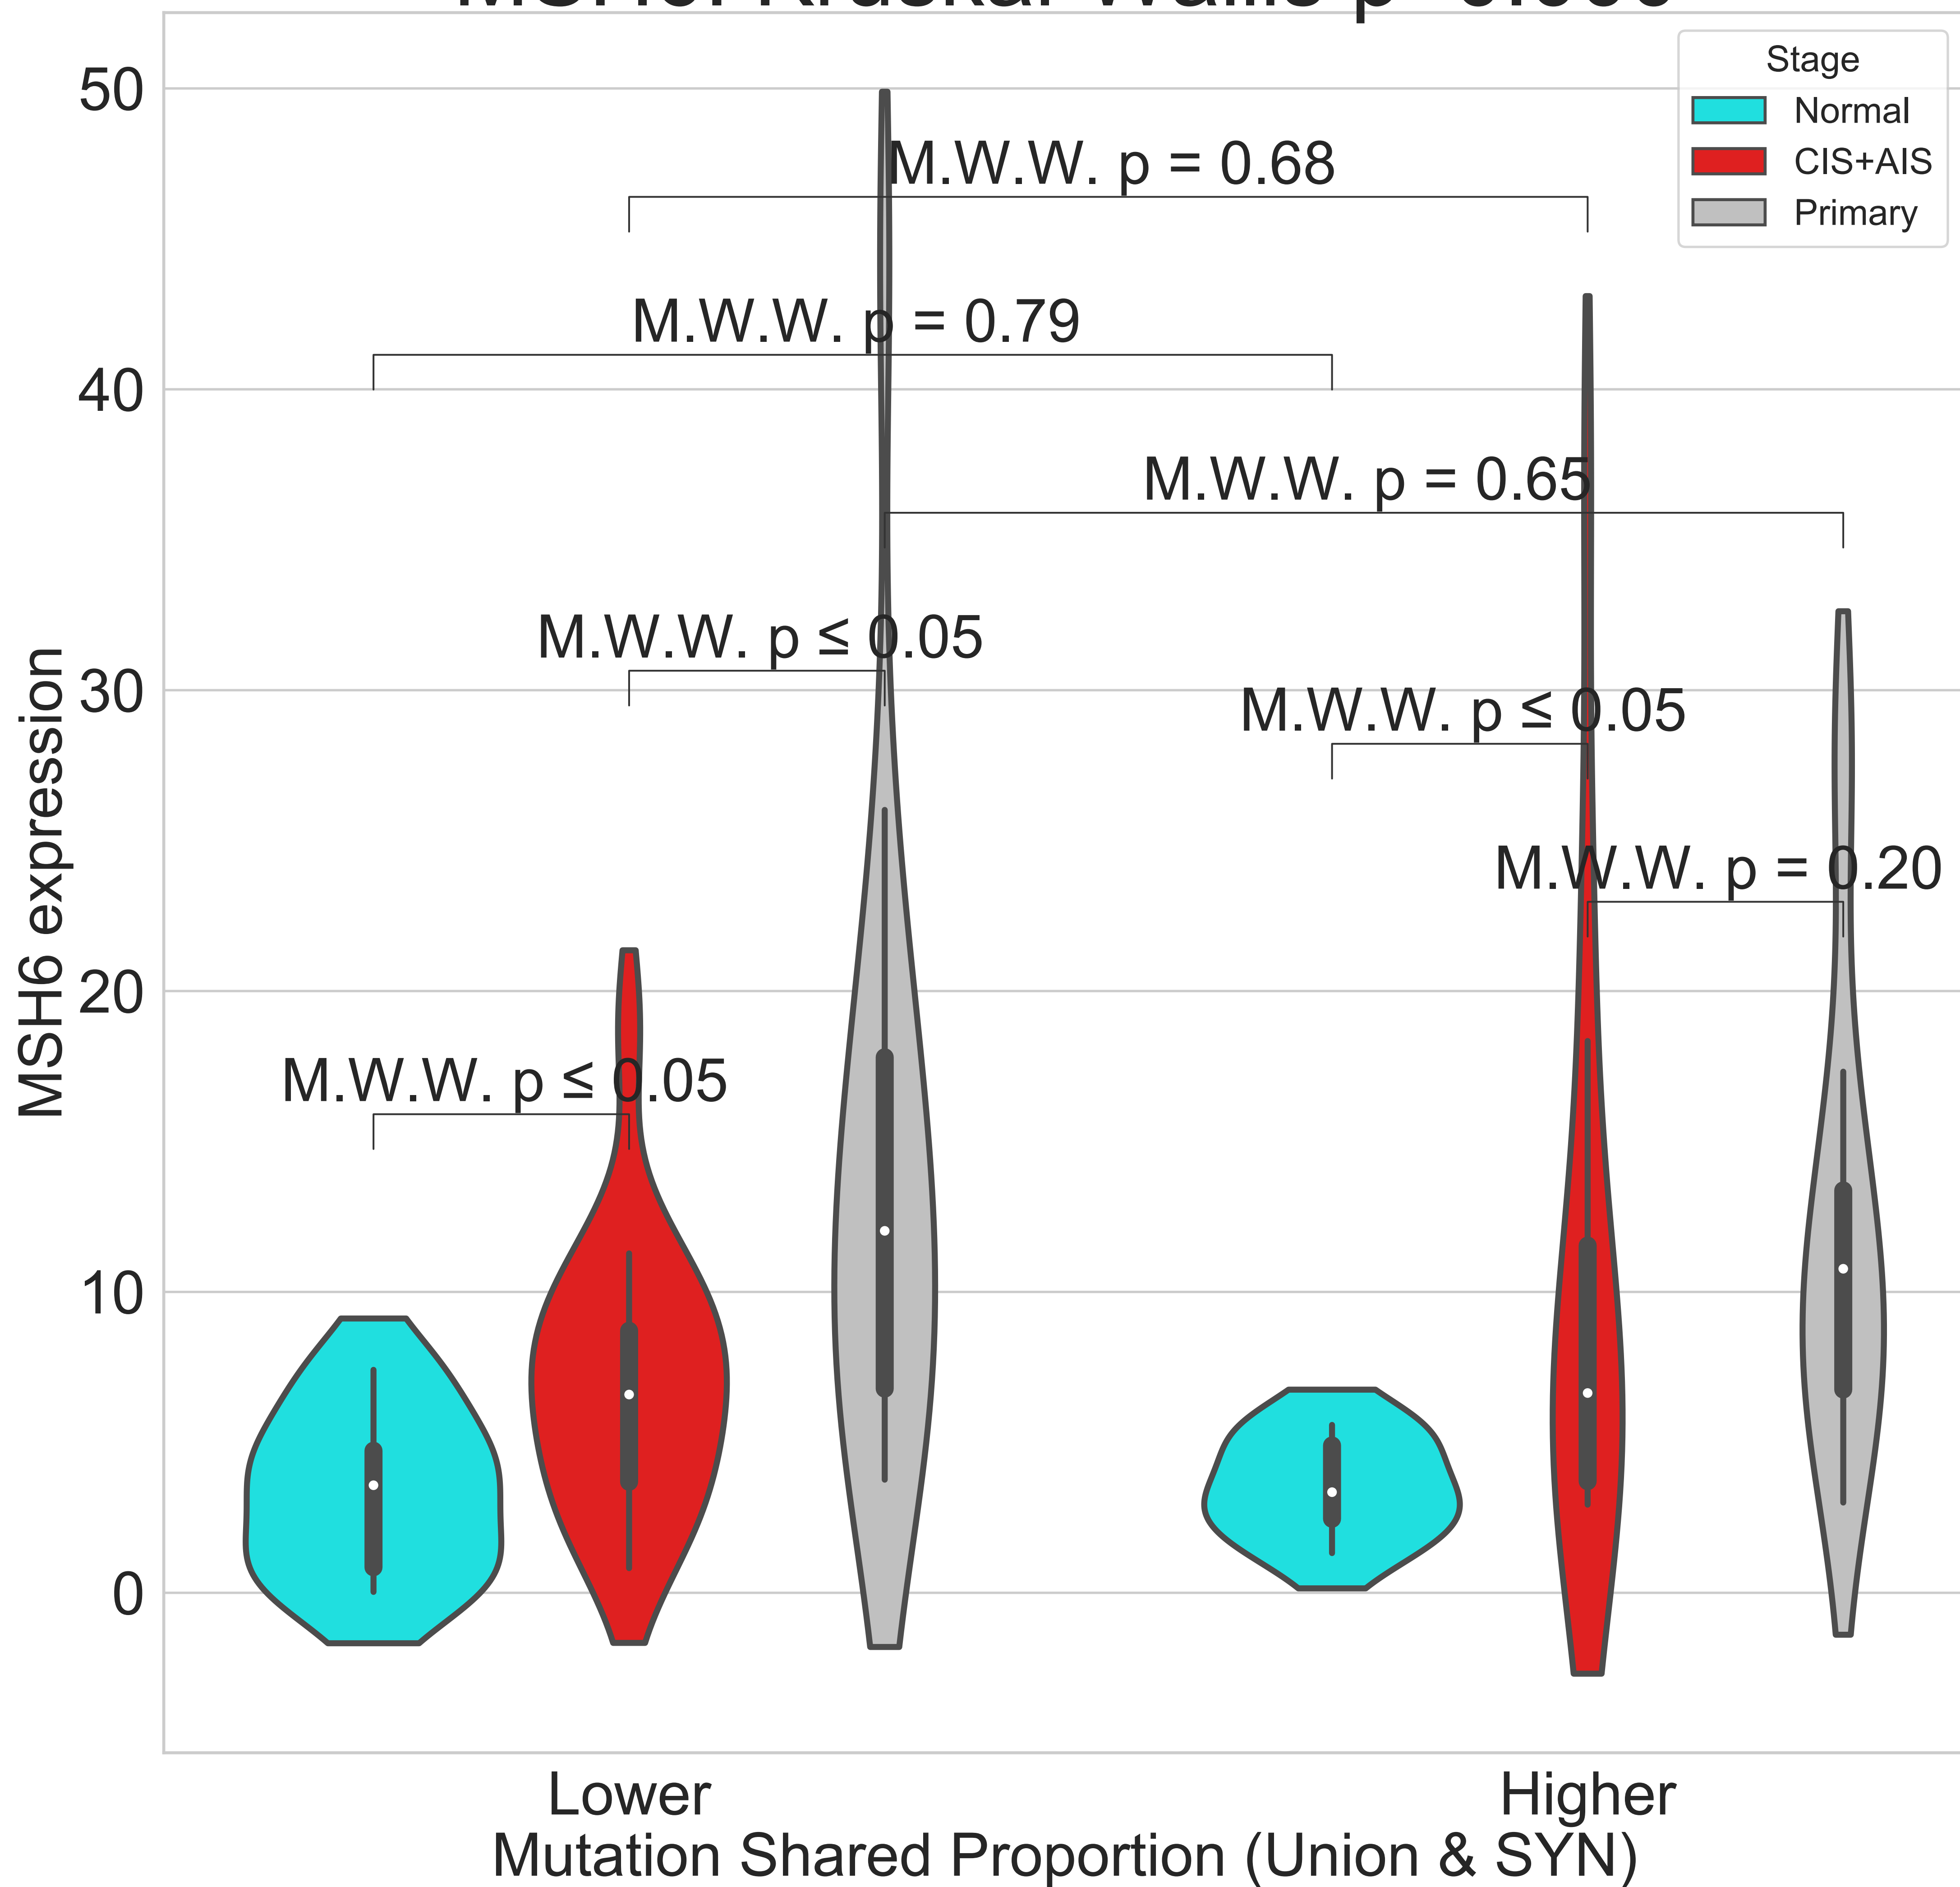 Stage
Normal
CIS+AIS
Primary
50
40
30
20
10
0
MSH6 expression
M.W.W. p = 0.68
M.W.W. p = 0.79
M.W.W. p = 0.65
M.W.W. p ≤ 0.05
M.W.W. p ≤ 0.05
M.W.W. p = 0.20
M.W.W. p ≤ 0.05
Lower
Higher
Mutation Shared Proportion (Union & SYN)